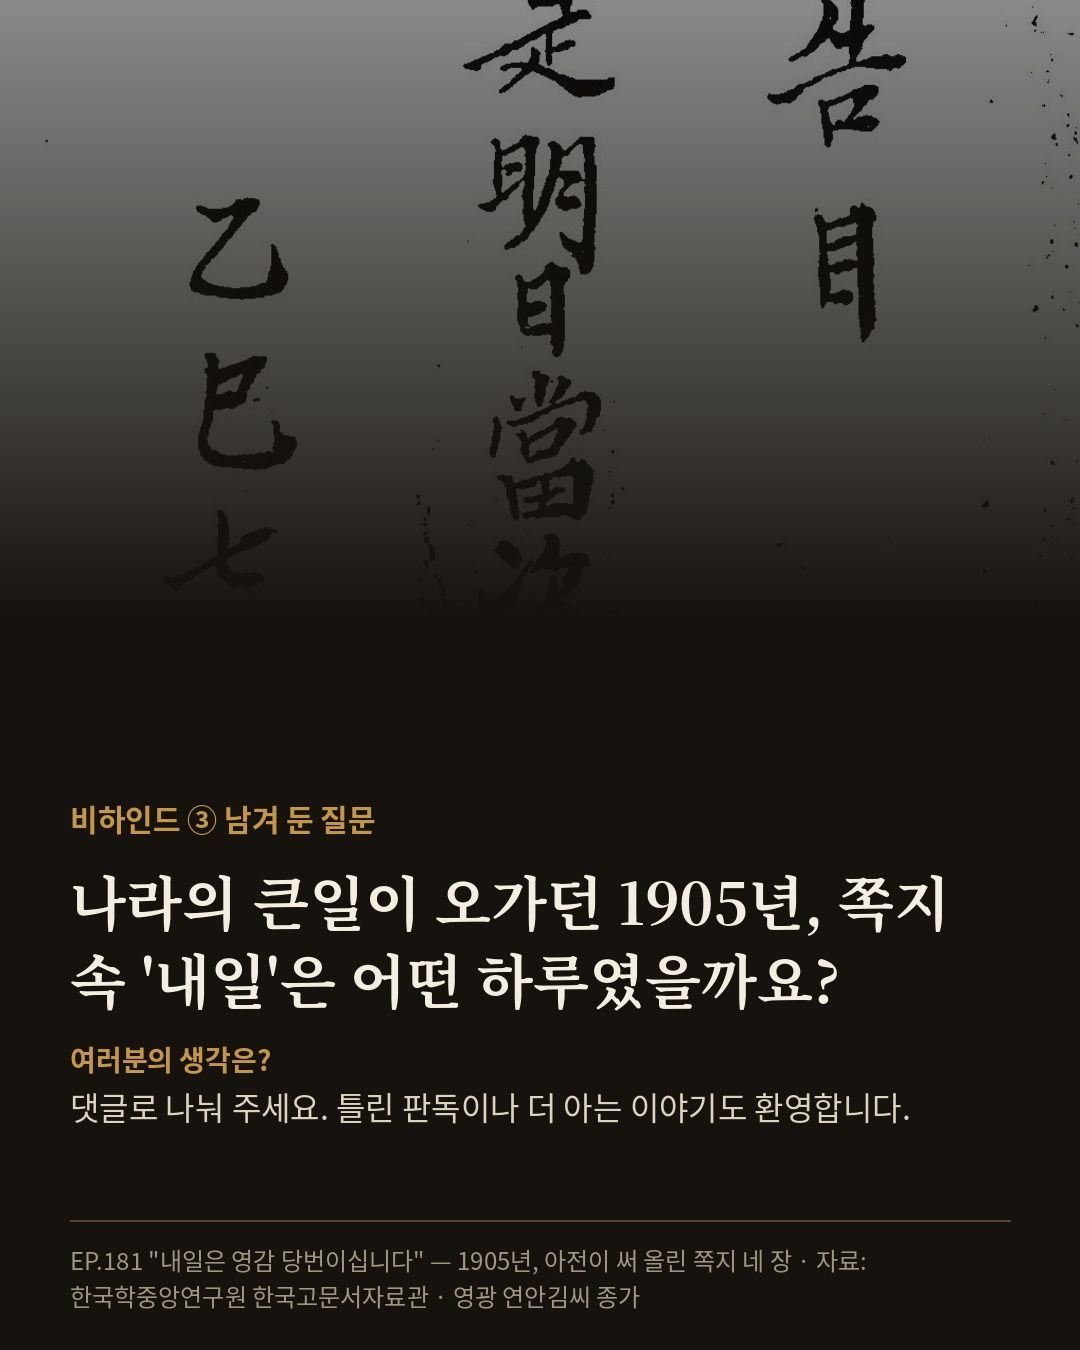 告目
是明日當次
乙巳七
비하인드 ③ 남겨 둔 질문
나라의 큰일이 오가던 1905년, 쪽지
속 '내일'은 어떤 하루였을까요?
여러분의 생각은?
댓글로 나눠 주세요. 틀린 판독이나 더 아는 이야기도 환영합니다.
EP.181 "내일은 영감 당번이십니다" — 1905년, 아전이 써 올린 쪽지 네 장 · 자료:
한국학중앙연구원 한국고문서자료관 · 영광 연안김씨 종가